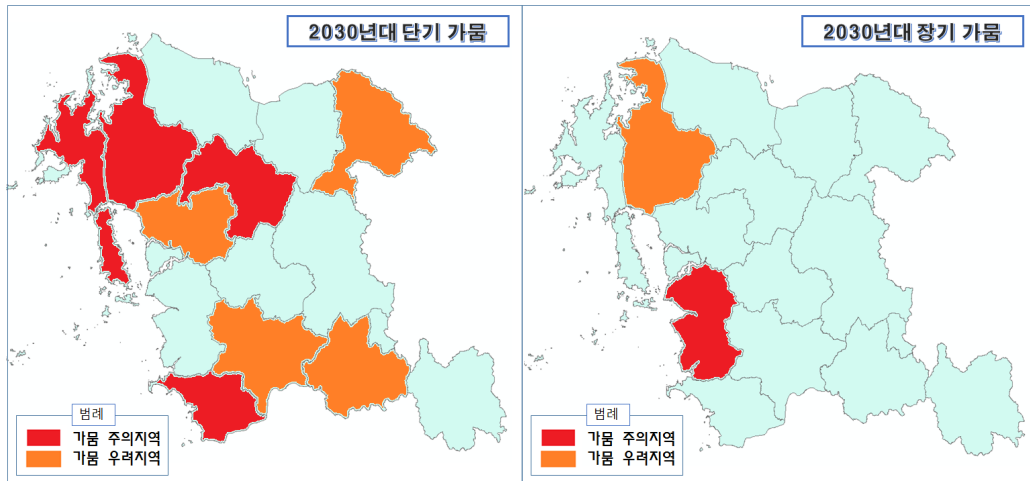 2030년대 단기 가뭄
범례
가뭄 주의지역
가뭄 우려지역
2030년대 장기 가뭄
범례
가뭄 주의지역
가뭄 우려지역